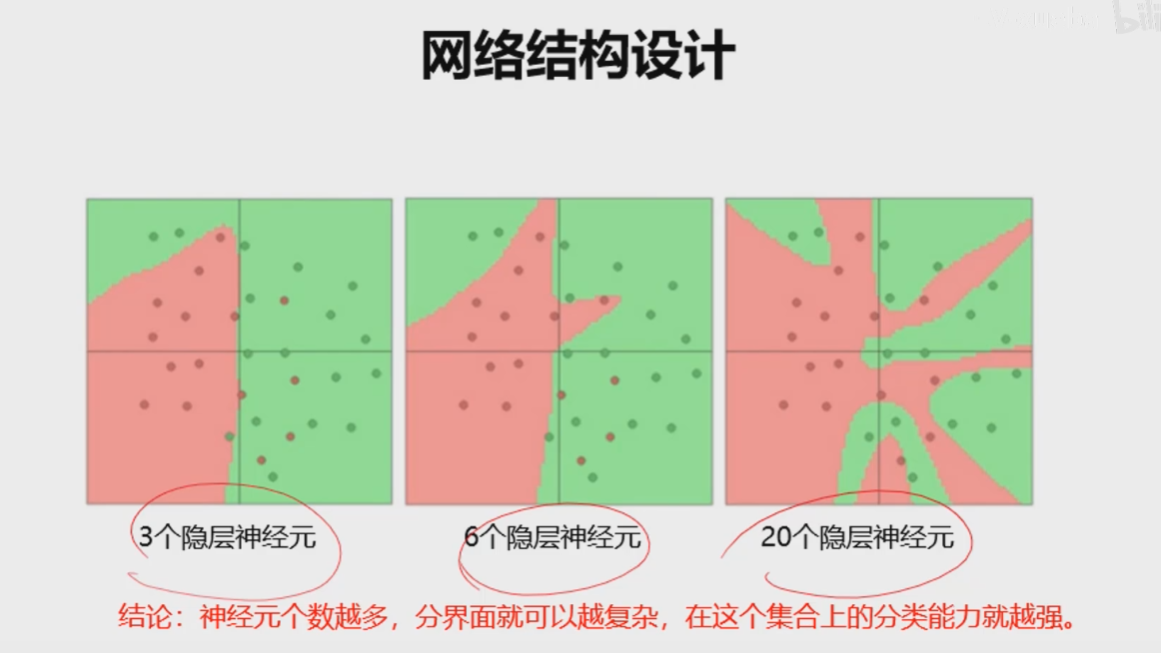 网络结构设计
bili
3个隐层神经元
6个隐层神经元
20个隐层神经元
结论：神经元个数越多，分界面就可以越复杂，在这个集合上的分类能力就越强。